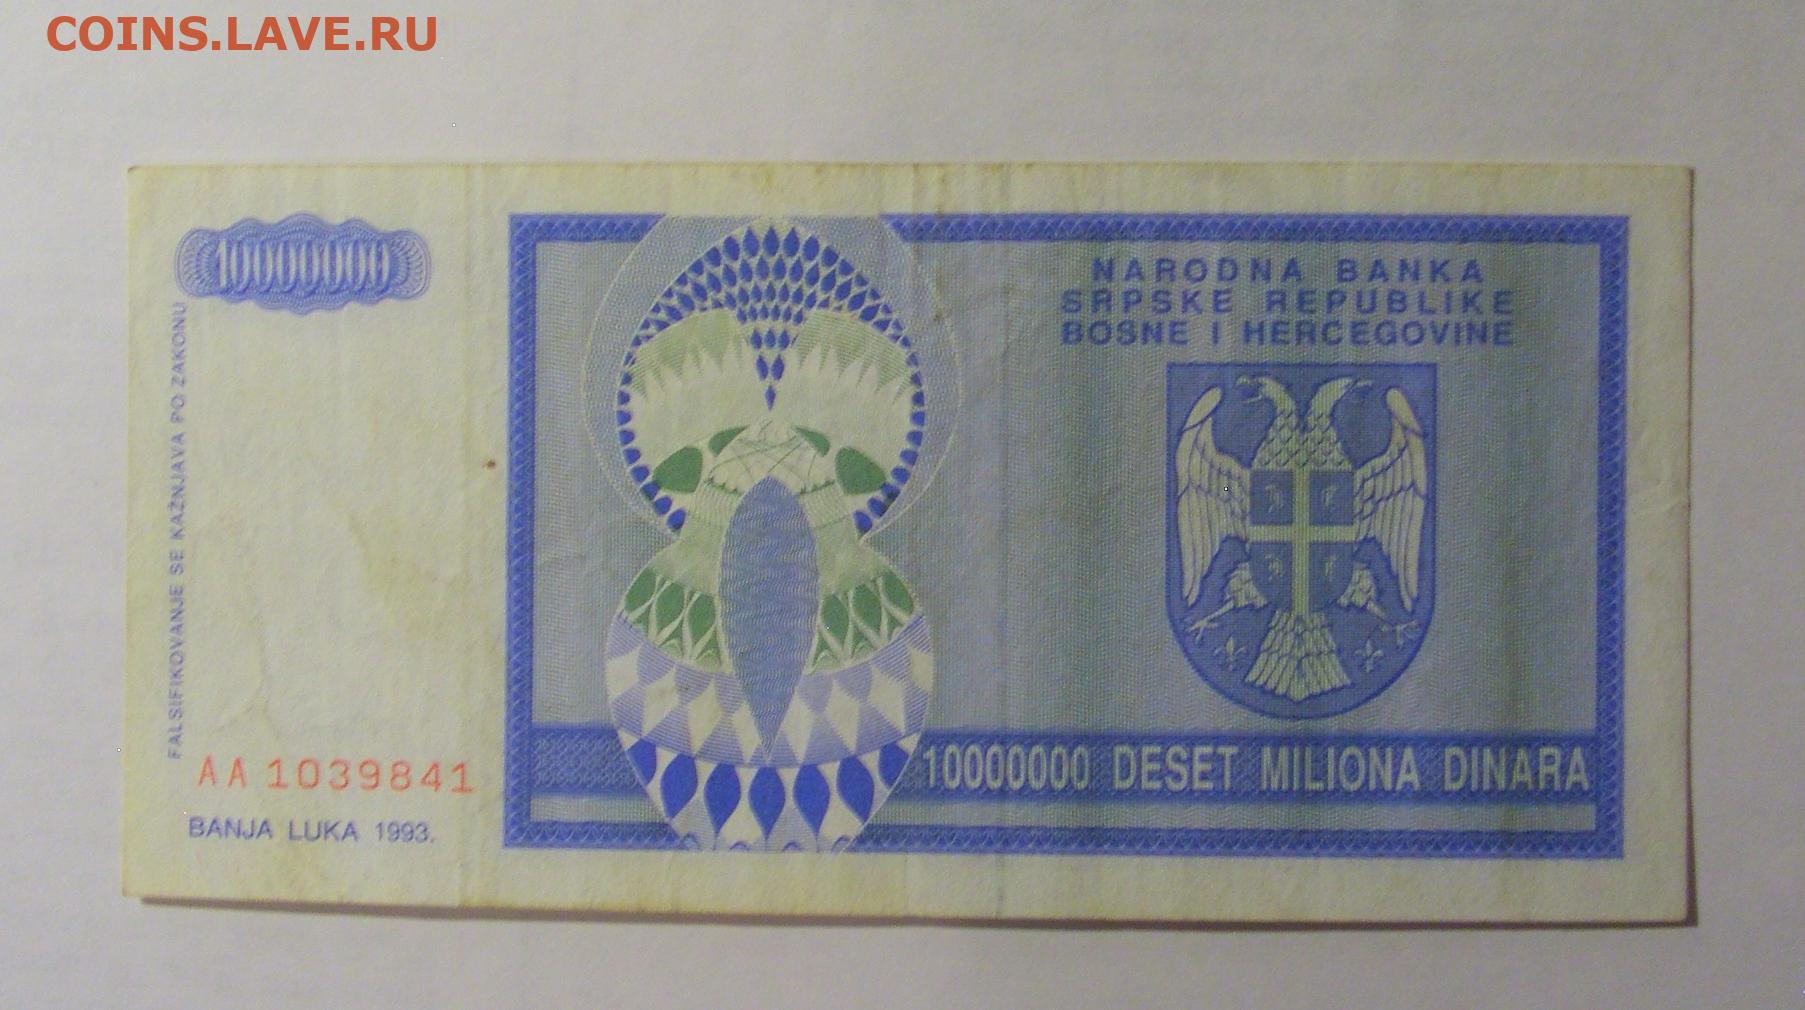 COINS.LAVE.RU
10000000
FALSIFIKOVANJE SE KAŽNJAVA PO ZAKONU
NARODNA BANKA
SRPSKE REPUBLIKE
BOSNE I HERCEGOVINE
10000000 DESET MILIONA DINARA
AA 1039841
BANJA LUKA 1993.